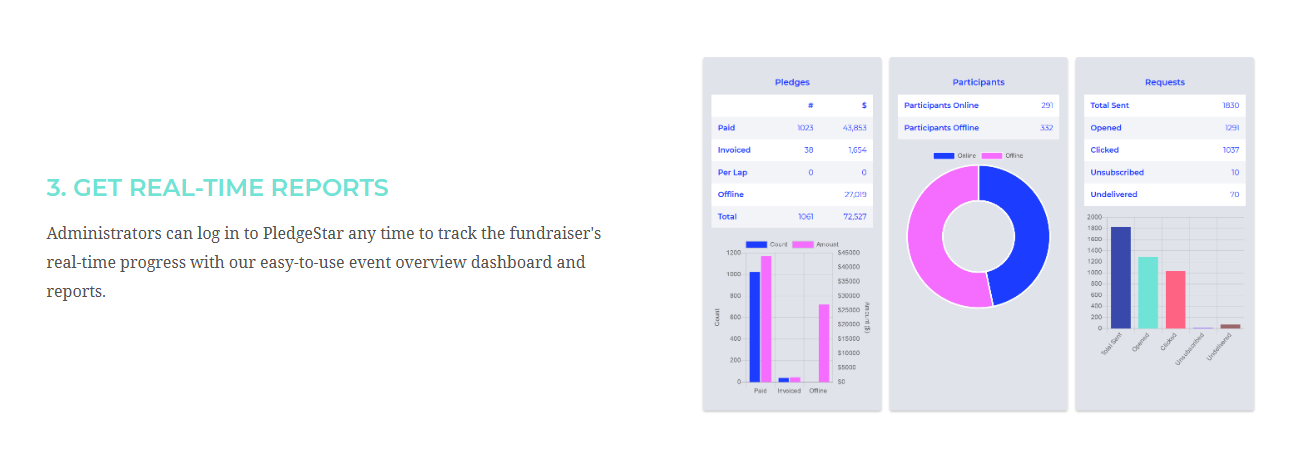 3. GET REAL-TIME REPORTS
Administrators can log in to PledgeStar any time to track the fundraiser's
real-time progress with our easy-to-use event overview dashboard and
reports.
Pledges
# $
Paid 1023 43,853
Invoiced 38 1,654
Per Lap 0 0
Offline 27,019
Total 1061 72,527
Count Amount
1200 $45000
$40000
1000
$35000
800 $30000
$25000
600
$20000
400 $15000
$10000
200
$5000
0 $0
Count
Amount ($)
Paid Invoiced Offline
Participants
Participants Online 291
Participants Offline 332
Online Offline
Requests
Total Sent 1830
Opened 1291
Clicked 1037
Unsubscribed 10
Undelivered 70
2000
1800
1600
1400
1200
1000
800
600
400
200
0
Total Sent Opened Clicked Unsubscribed Undelivered